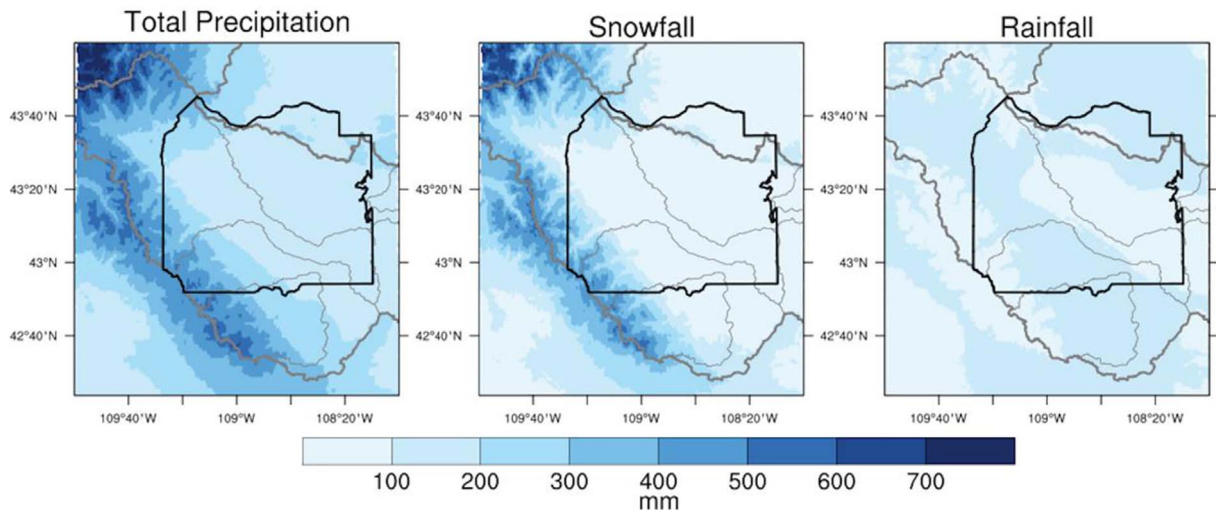 Total Precipitation Snowfall Rainfall
43°40'N 43°40'N 43°40'N
43°20'N 43°20'N 43°20'N
43°N 43°N 43°N
42°40'N 42°40'N 42°40'N
109°40'W 109°W 108°20'W 109°40'W 109°W 108°20'W 109°40'W 109°W 108°20'W
100 200 300 400 500 600 700
mm